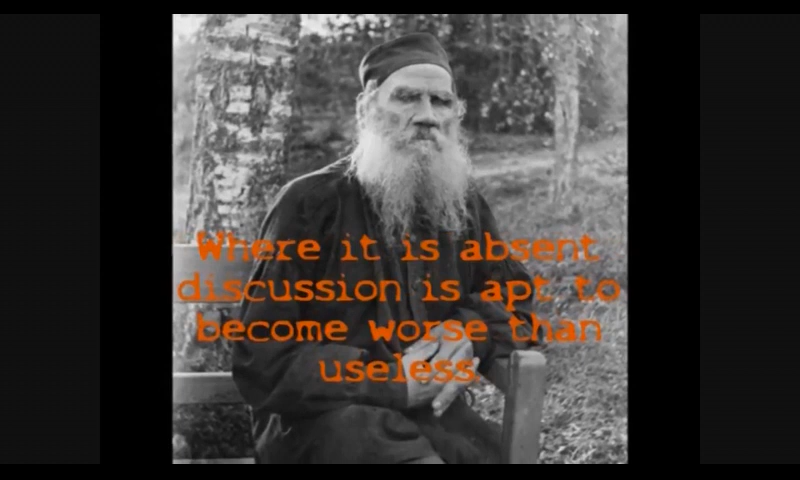 Where it is absent
discussion is apt to
become worse than
useless.